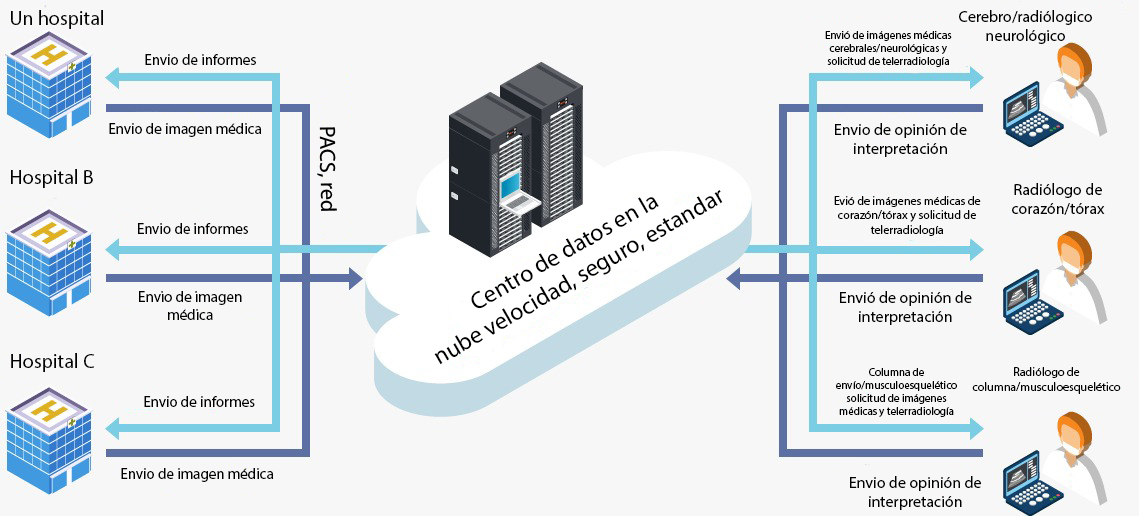 Un hospital
Envio de informes
Envio de imagen médica
Hospital B
Envio de informes
Envio de imagen
médica
Hospital C
Envio de informes
Envio de imagen médica
PACS, red
Centro de datos en la
nube velocidad, seguro, estandar
Envió de imágenes médicas
cerebrales/neurológicas y
solicitud de telerradiología
Cerebro/radiólogico
neurológico
Envio de opinión de
interpretación
Evió de imágenes médicas de
corazón/tórax y solicitud de
telerradiología
Radiólogo de
corazón/tórax
Envió de opinión de
interpretación
Columna de
envío/musculoesquelético
solicitud de imágenes
médicas y telerradiología
Radiólogo de
columna/musculoesquelético
Envio de opinión de
interpretación